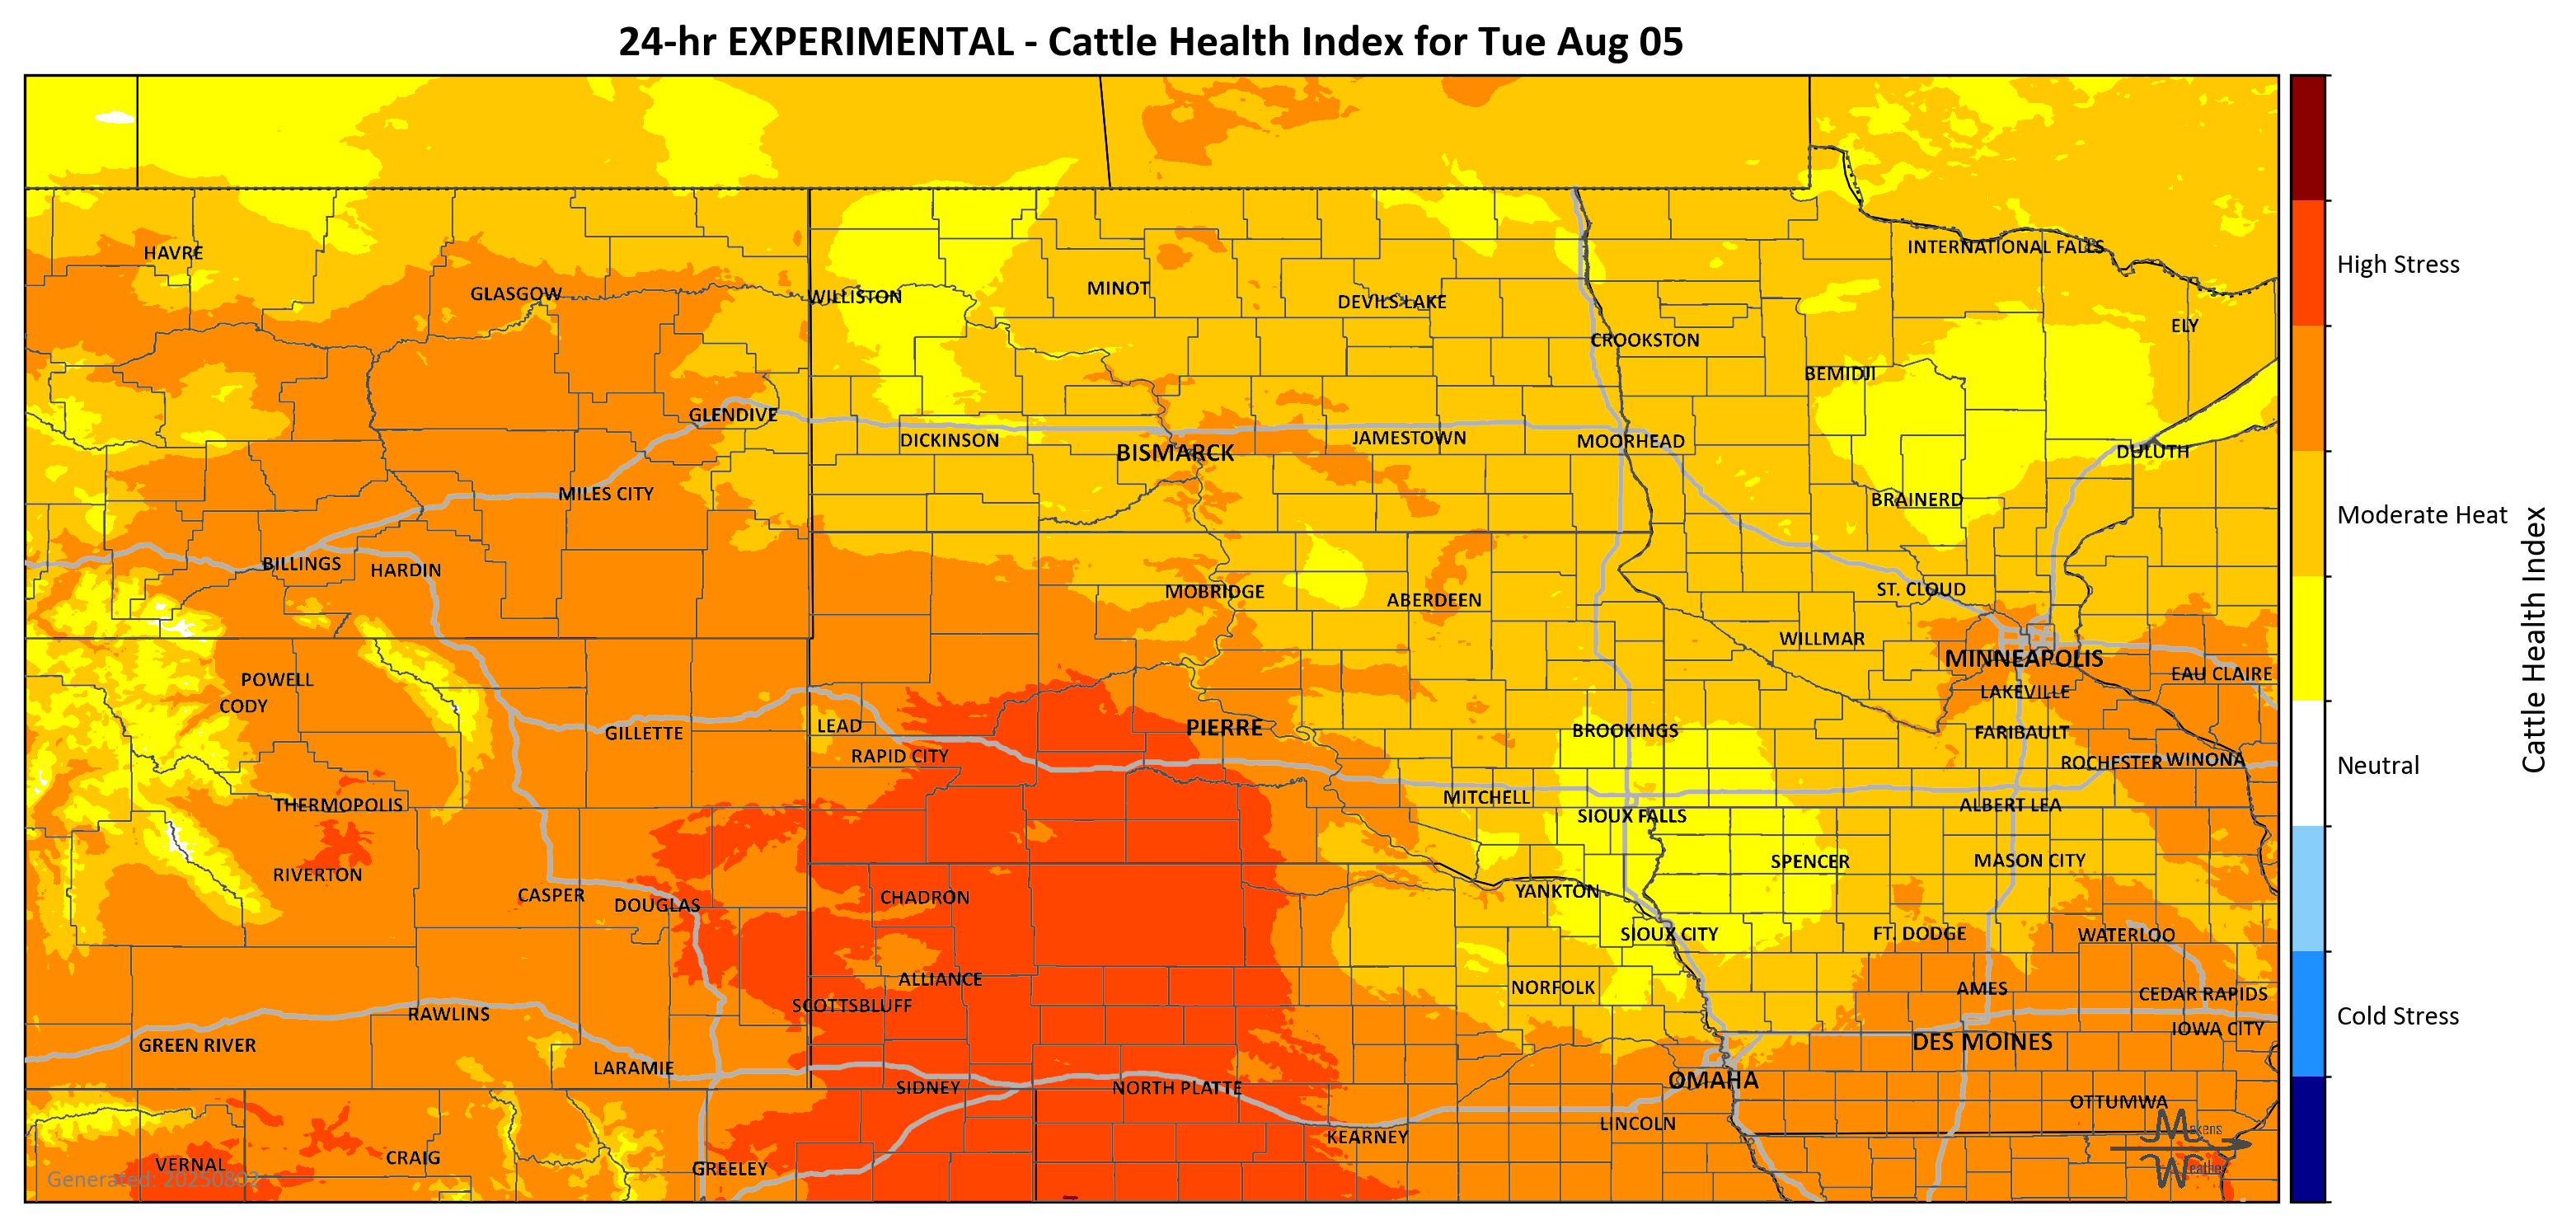 24-hr EXPERIMENTAL - Cattle Health Index for Tue Aug 05
HAVRE
INTERNATIONAL FALLS
GLASGOW
WILLISTON
MINOT
DEVILS LAKE
ELY
CROOKSTON
BEMIDJI
GLENDIVE
DICKINSON
BISMARCK
JAMESTOWN
MOORHEAD
DULUTH
MILES CITY
BRAINERD
BILLINGS
HARDIN
MOBRIDGE
ABERDEEN
ST. CLOUD
WILLMAR
MINNEAPOLIS
EAU CLAIRE
POWELL
CODY
LAKEVILLE
GILLETTE
LEAD
PIERRE
BROOKINGS
FARIBAULT
RAPID CITY
ROCHESTER
WINONA
THERMOPOLIS
MITCHELL
SIOUX FALLS
ALBERT LEA
RIVERTON
SPENCER
MASON CITY
CASPER
DOUGLAS
CHADRON
YANKTON
SIOUX CITY
FT. DODGE
WATERLOO
ALLIANCE
NORFOLK
AMES
CEDAR RAPIDS
SCOTTSBLUFF
RAWLINS
IOWA CITY
GREEN RIVER
DES MOINES
LARAMIE
SIDNEY
NORTH PLATTE
OMAHA
OTTUMWA
LINCOLN
KEARNEY
VERNAL
CRAIG
GREELEY
Generated: 20250802
Makens
Weather
High Stress
Moderate Heat
Neutral
Cold Stress
Cattle Health Index